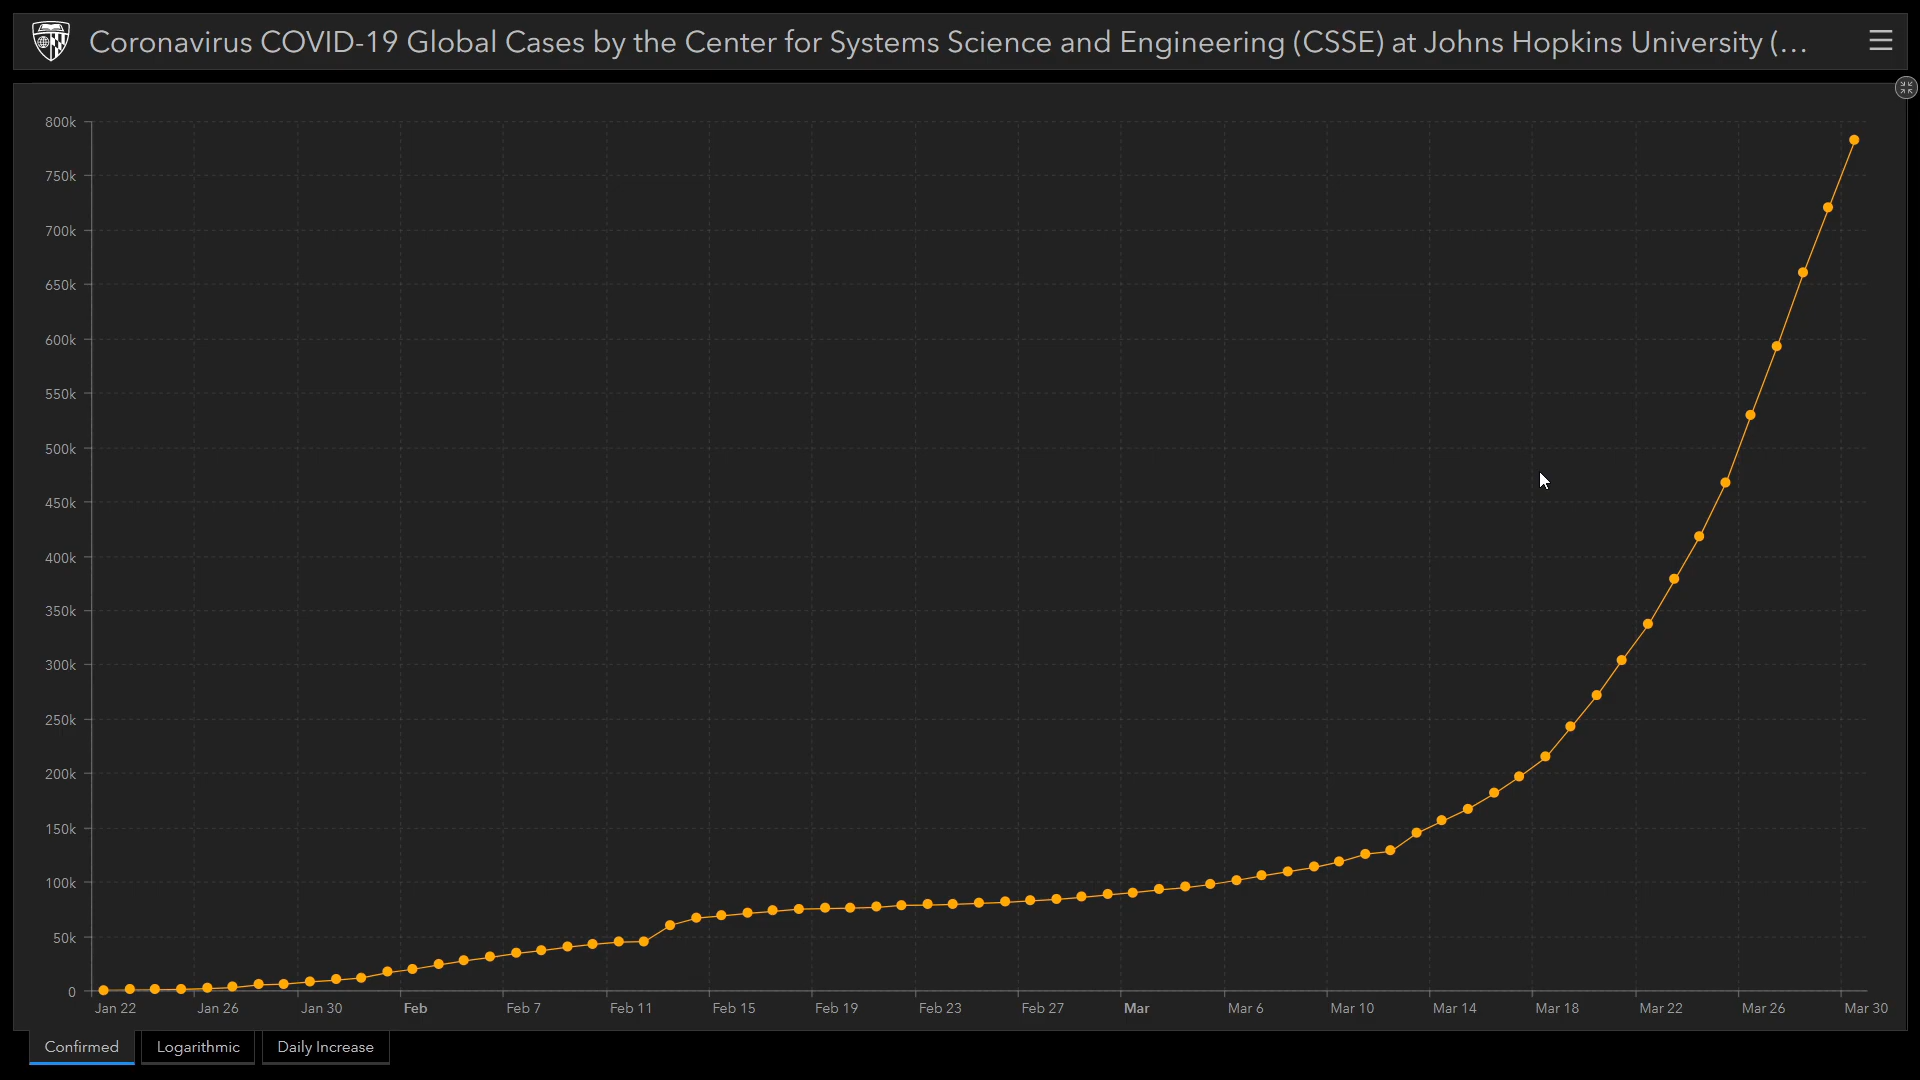 Coronavirus COVID-19 Global Cases by the Center for Systems Science and Engineering (CSSE) at Johns Hopkins University (...
800k
750k
700k
650k
600k
550k
500k
450k
400k
350k
300k
250k
200k
150k
100k
50k
0
Jan 22 Jan 26 Jan 30 Feb Feb 7 Feb 11 Feb 15 Feb 19 Feb 23 Feb 27 Mar Mar 6 Mar 10 Mar 14 Mar 18 Mar 22 Mar 26 Mar 30
Confirmed Logarithmic Daily Increase